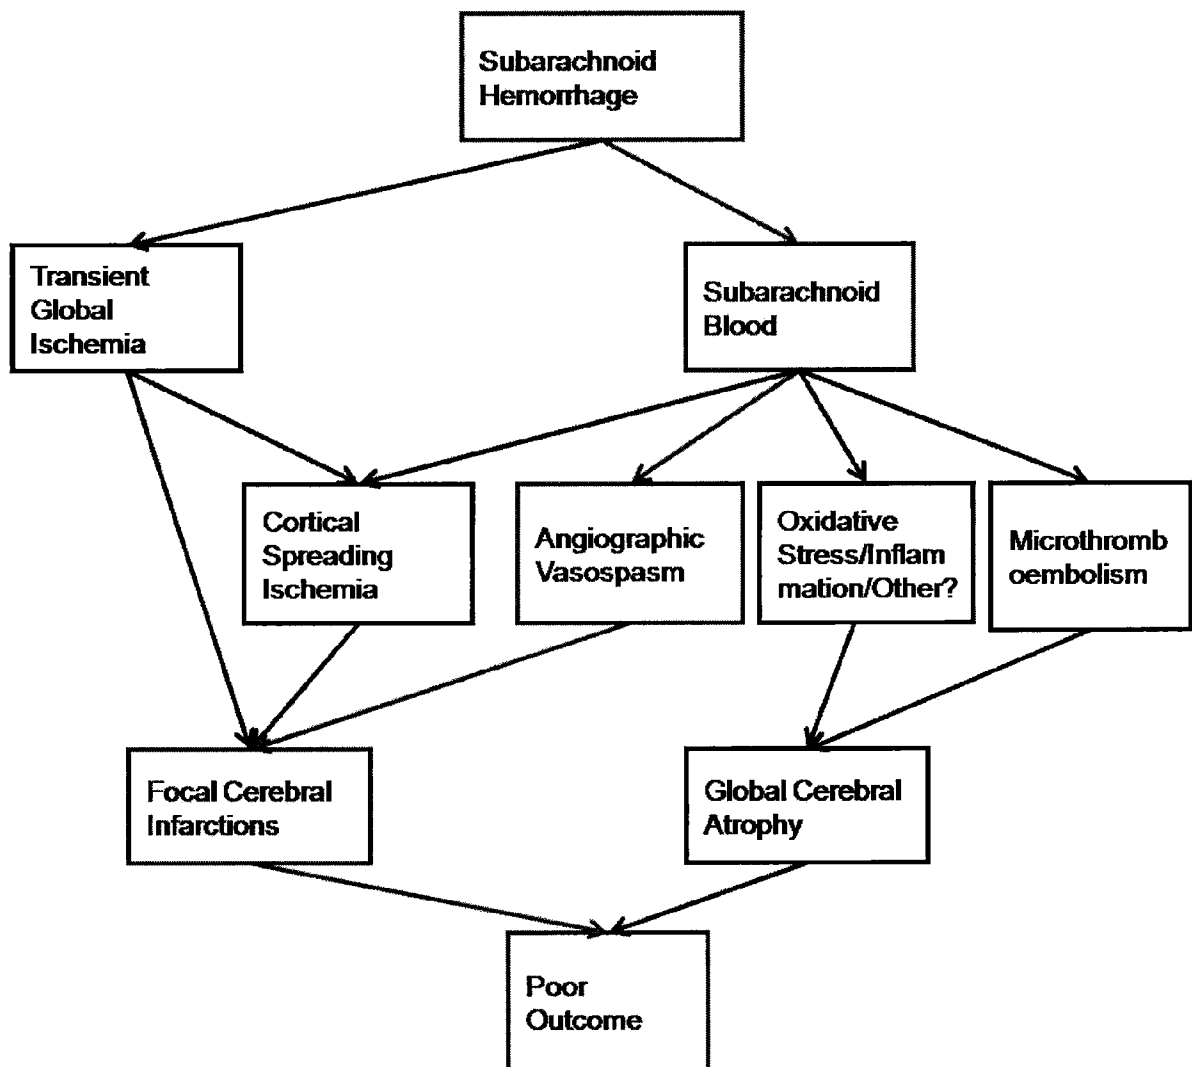 Subarachnoid
Hemorrhage
Transient
Global
Ischemia
Subarachnoid
Blood
Cortical
Spreading
Ischemia
Angiographic
Vasospasm
Oxidative
Stress/Inflam
mation/Other?
Microthromb
oembolism
Focal Cerebral
Infarctions
Global Cerebral
Atrophy
Poor
Outcome